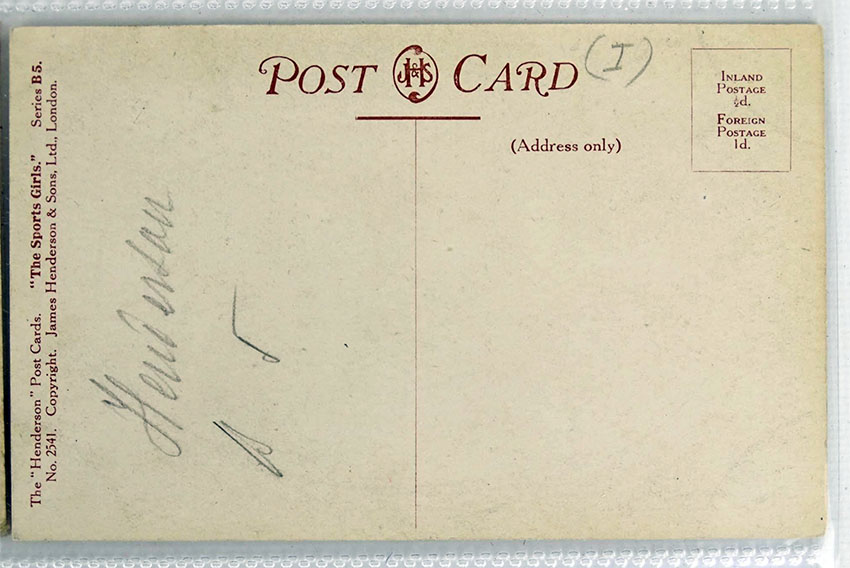 POST JH&S CARD
(I)
(Address only)
INLAND
POSTAGE
½d.
FOREIGN
POSTAGE
1d.
The "Henderson" Post Cards. "The Sports Girls." Series B5.
No. 2541. Copyright. James Henderson & Sons, Ltd., London.
Henderson